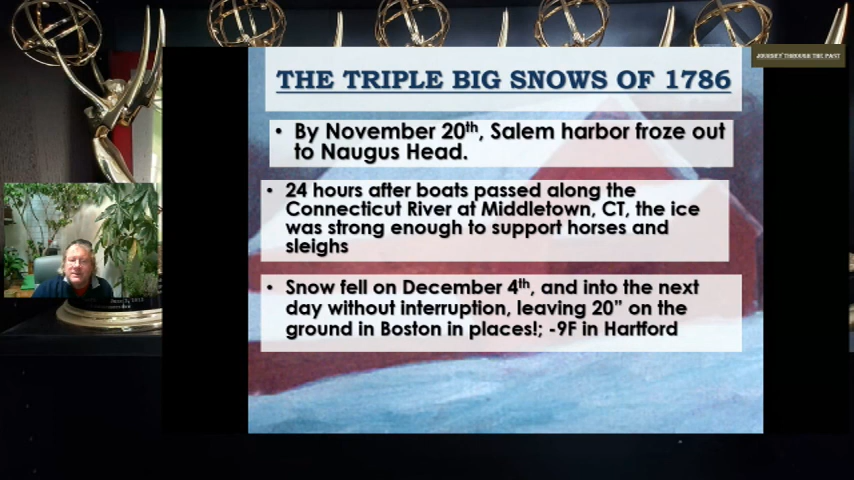 JOURNEY THROUGH THE PAST
THE TRIPLE BIG SNOWS OF 1786
• By November 20th, Salem harbor froze out
to Naugus Head.
• 24 hours after boats passed along the
Connecticut River at Middletown, CT, the ice
was strong enough to support horses and
sleighs
• Snow fell on December 4th, and into the next
day without interruption, leaving 20” on the
ground in Boston in places!; -9F in Hartford